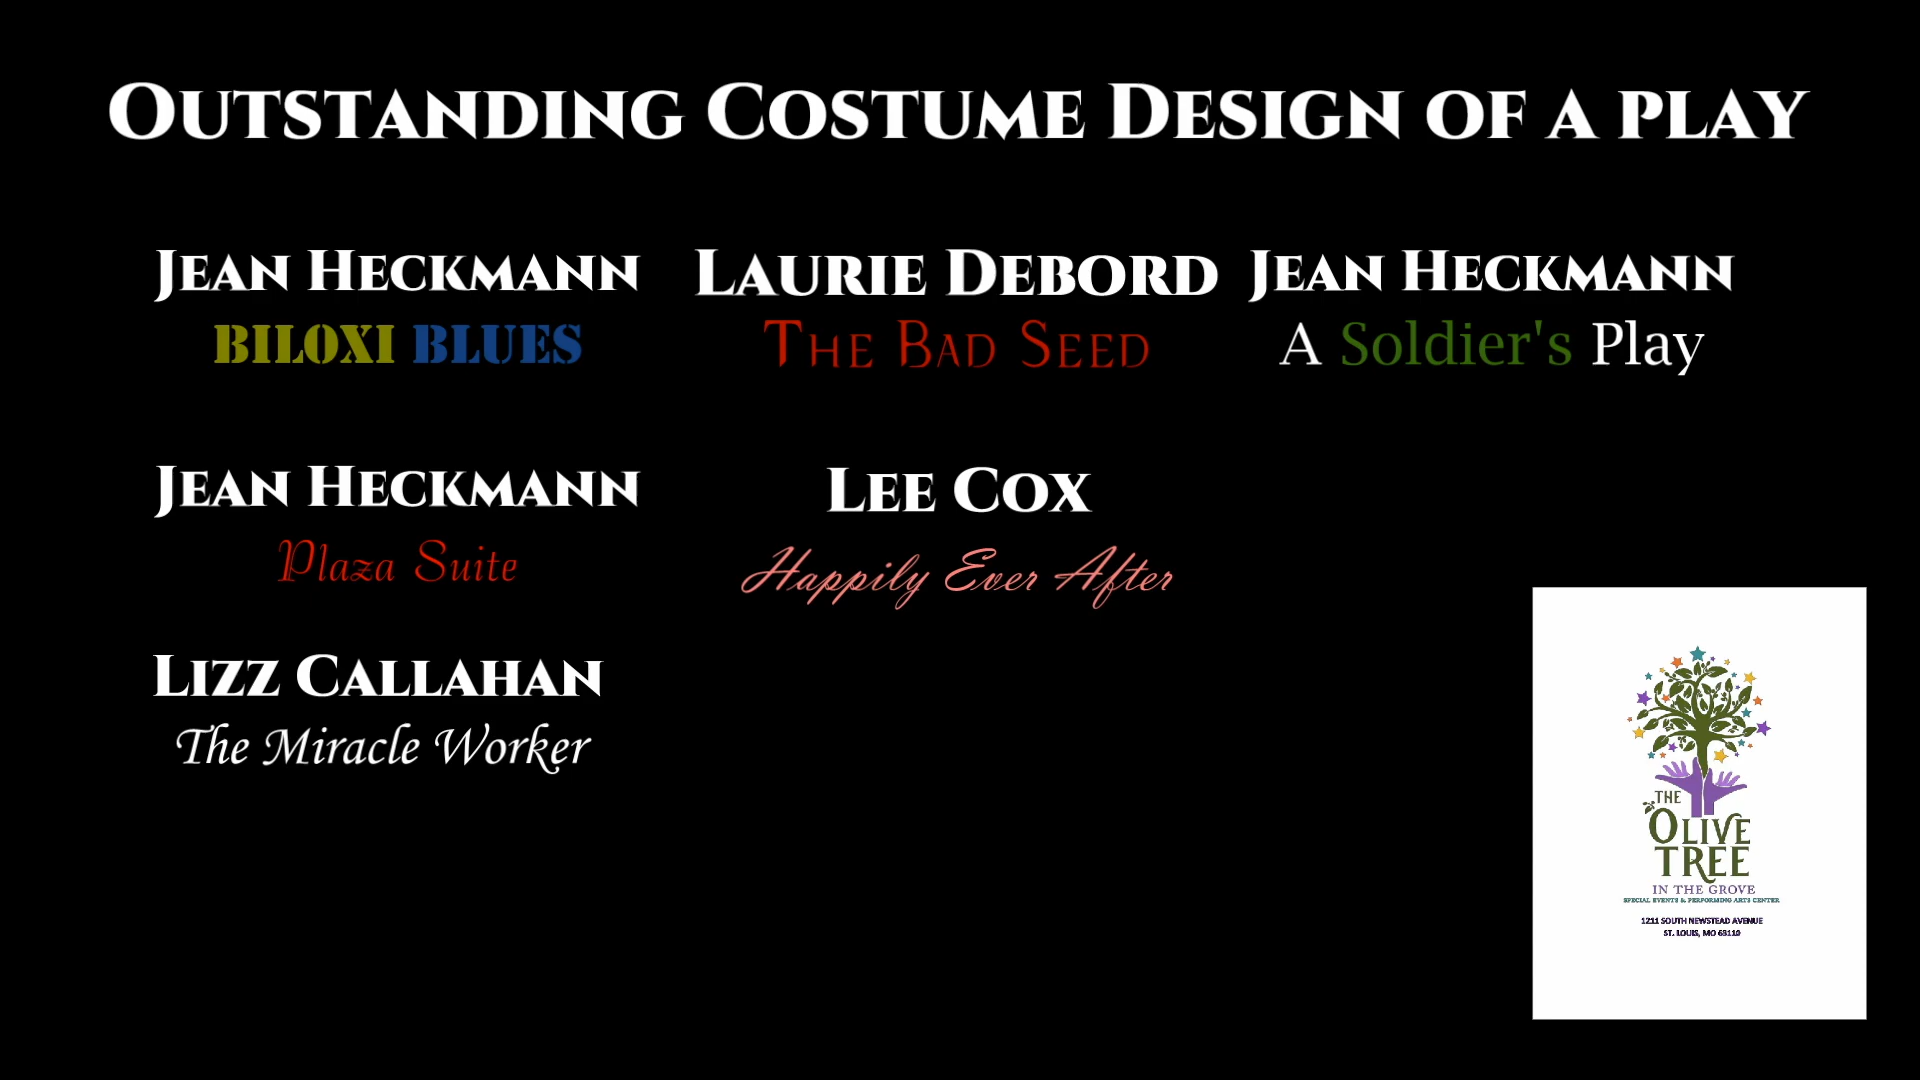 Outstanding Costume Design of a play
Jean Heckmann
BILOXI BLUES
Laurie Debord
The Bad Seed
Jean Heckmann
A Soldier's Play
Jean Heckmann
Plaza Suite
Lee Cox
Happily Ever After
Lizz Callahan
The Miracle Worker
THE
OLIVE
TREE
IN THE GROVE
SPECIAL EVENTS & PERFORMING ARTS CENTER
1211 SOUTH NEWSTEAD AVENUE
ST. LOUIS, MO 63110